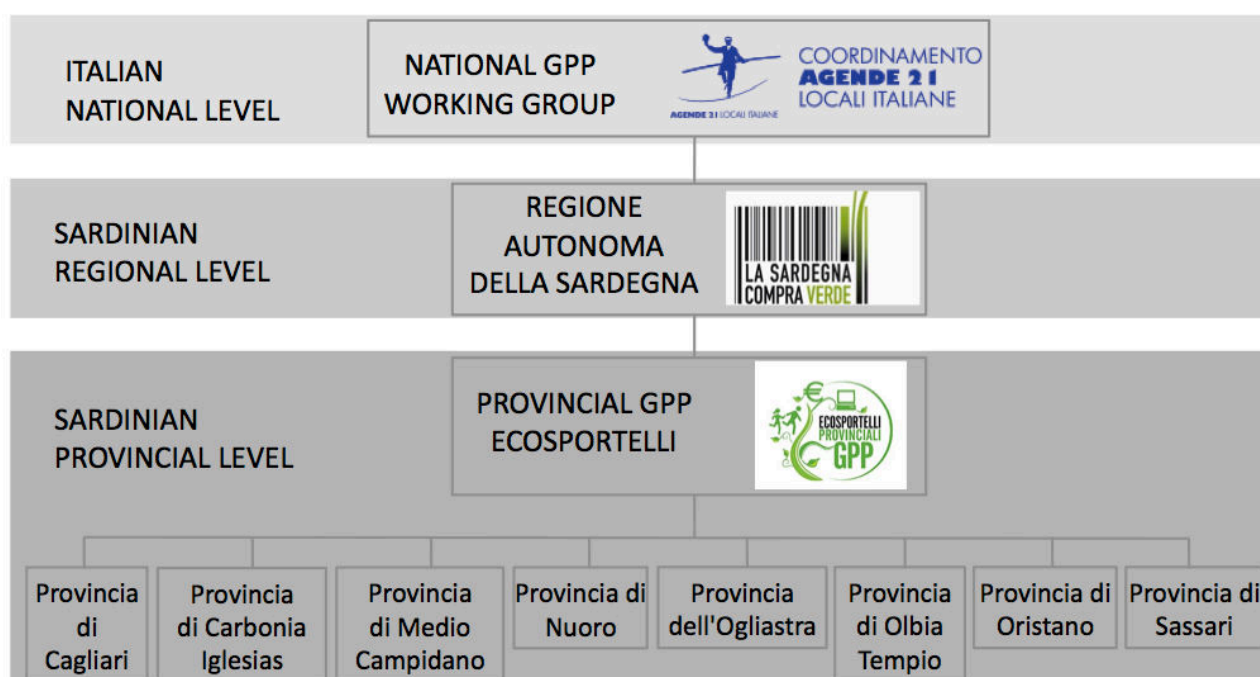 ITALIAN
NATIONAL LEVEL
NATIONAL GPP
WORKING GROUP
AGENDE 21 LOCALI ITALIANE
COORDINAMENTO
AGENDE 21
LOCALI ITALIANE
SARDINIAN
REGIONAL LEVEL
REGIONE
AUTONOMA
DELLA SARDEGNA
LA SARDEGNA
COMPRA VERDE
SARDINIAN
PROVINCIAL LEVEL
PROVINCIAL GPP
ECOSPORTELLI
€
ECOSPORTELLI
PROVINCIALI
GPP
Provincia
di
Cagliari
Provincia
di Carbonia
Iglesias
Provincia
di Medio
Campidano
Provincia di
Nuoro
Provincia
dell'Ogliastra
Provincia
di Olbia
Tempio
Provincia di
Oristano
Provincia di
Sassari